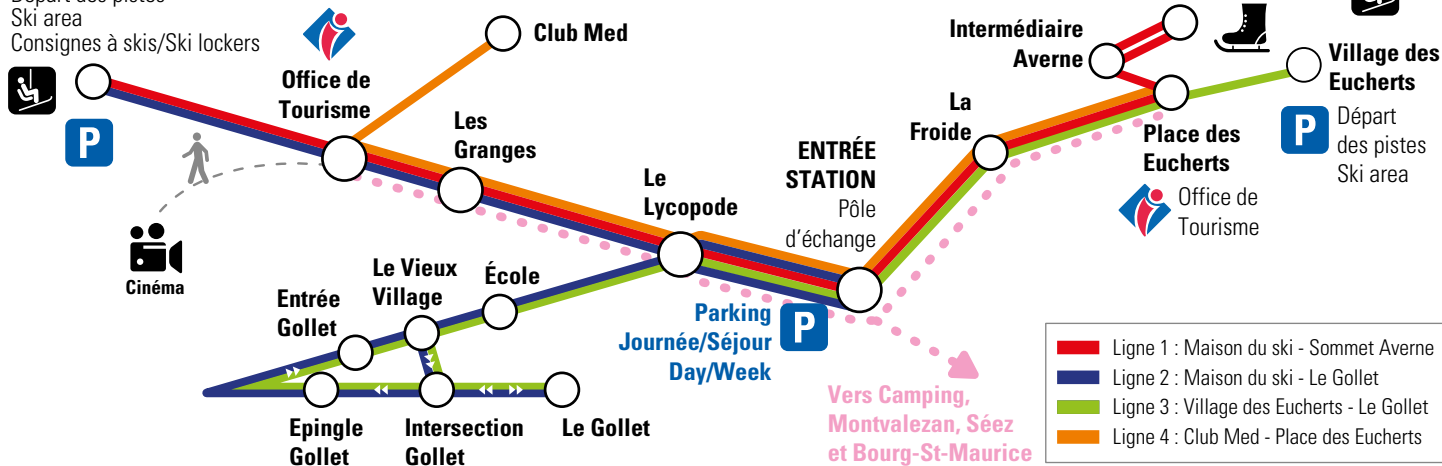 Départ des pistes
Ski area
Consignes à skis/Ski lockers
P
Cinéma
Office de
Tourisme
Club Med
Les
Granges
Le
Lycopode
ENTRÉE
STATION
Pôle
d'échange
La
Froide
Intermédiaire
Averne
Place des
Eucherts
Office de
Tourisme
Village des
Eucherts
P
Départ
des pistes
Ski area
Entrée
Gollet
Le Vieux
Village
École
Epingle
Gollet
Intersection
Gollet
Le Gollet
Parking
Journée/Séjour
Day/Week
P
Vers Camping,
Montvalezan, Séez
et Bourg-St-Maurice
Ligne 1 : Maison du ski - Sommet Averne
Ligne 2 : Maison du ski - Le Gollet
Ligne 3 : Village des Eucherts - Le Gollet
Ligne 4 : Club Med - Place des Eucherts